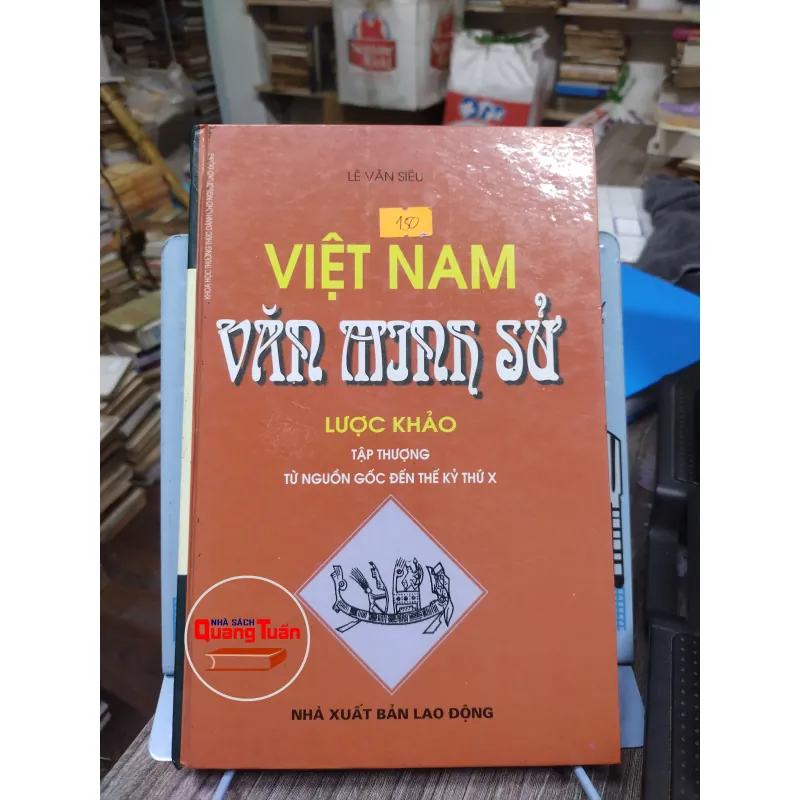 LÊ VĂN SIÊU
150
VIỆT NAM
VĂN MINH SỬ
LƯỢC KHẢO
TẬP THƯỢNG
TỪ NGUỒN GỐC ĐẾN THẾ KỶ THỨ X
NHÀ SÁCH
Quang Tuấn
NHÀ XUẤT BẢN LAO ĐỘNG